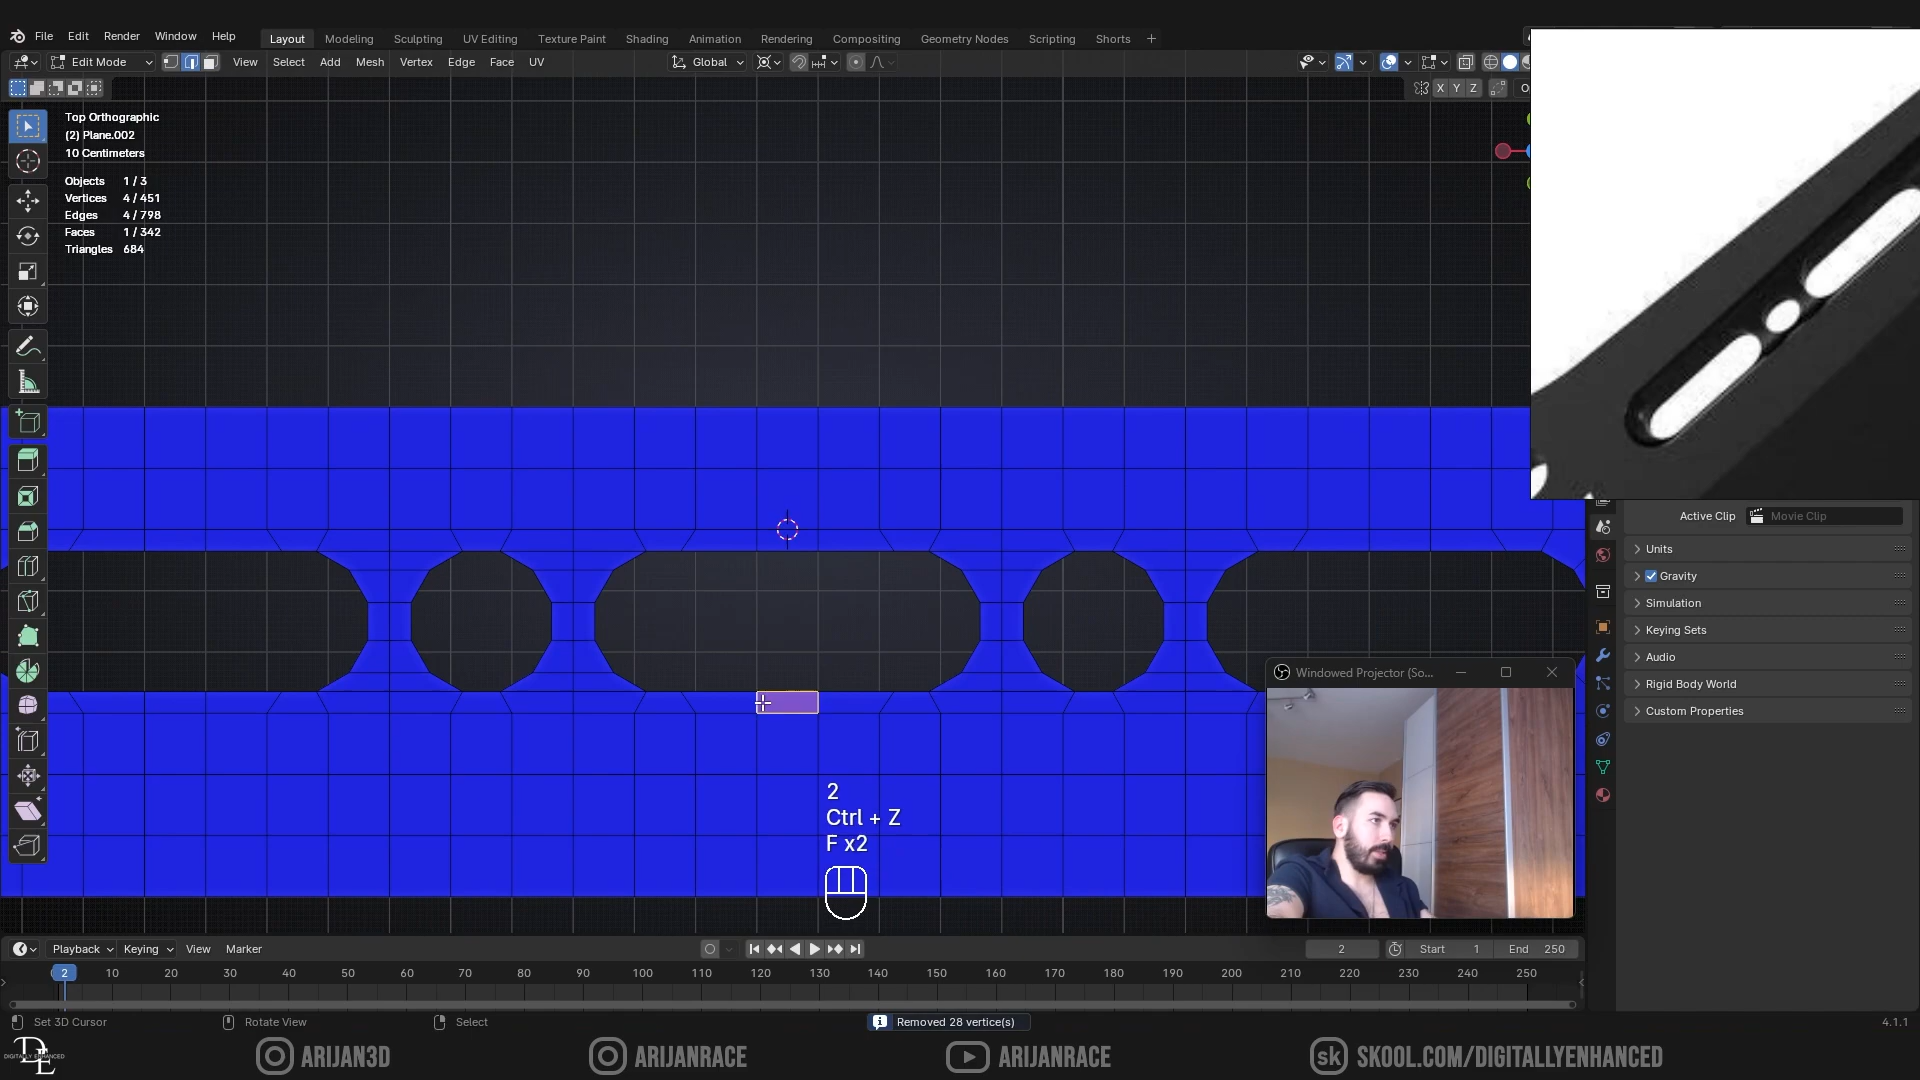 File Edit Render Window Help Layout Modeling Sculpting UV Editing Texture Paint Shading Animation Rendering Compositing Geometry Nodes Scripting Shorts
Edit Mode View Select Add Mesh Vertex Edge Face UV Global
X Y Z
Top Orthographic
(2) Plane.002
10 Centimeters
Objects 1 / 3
Vertices 4 / 451
Edges 4 / 798
Faces 1 / 342
Triangles 684
Active Clip Movie Clip
Units
Gravity
Simulation
Keying Sets
Audio
Rigid Body World
Custom Properties
Windowed Projector (So...
2
Ctrl + Z
F x2
Playback Keying View Marker 2 Start 1 End 250
2 10 20 30 40 50 60 70 80 90 100 110 120 130 140 150 160 170 180 190 200 210 220 230 240 250
Set 3D Cursor Rotate View Select Removed 28 vertice(s) 4.1.1
DIGITALLY ENHANCED ARIJAN3D ARIJANRACE ARIJANRACE sk SKOOL.COM/DIGITALLYENHANCED